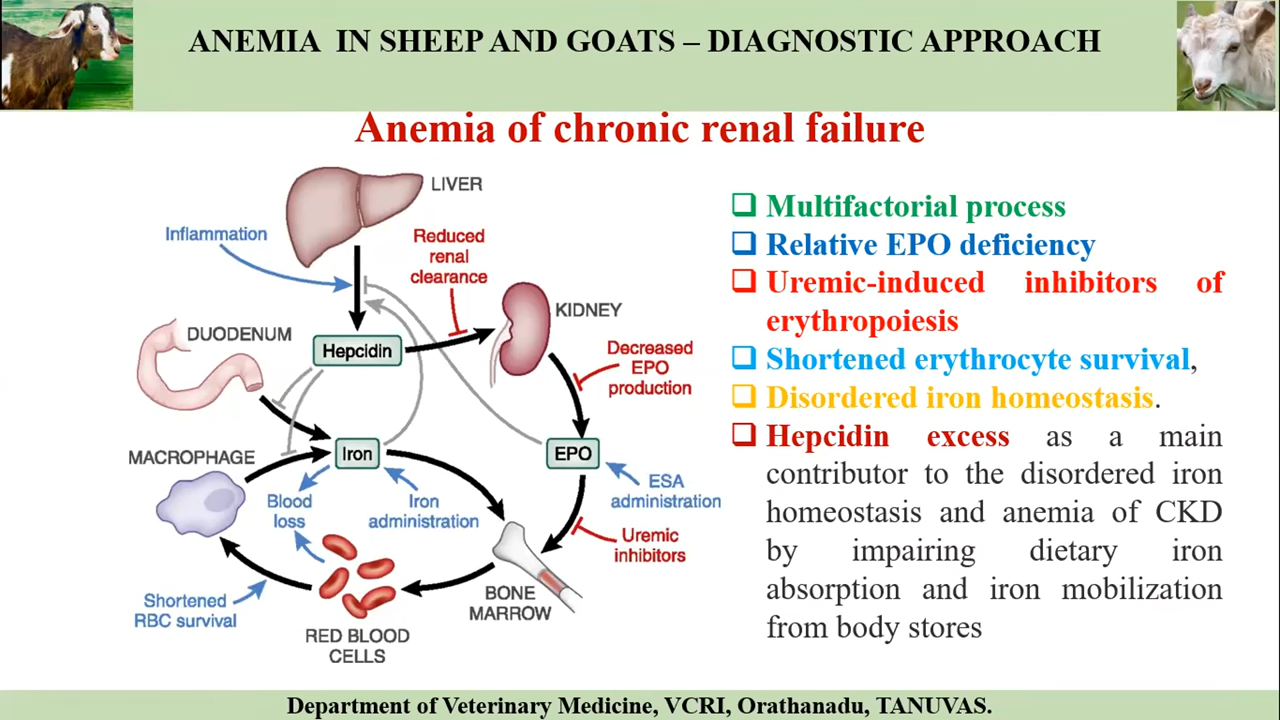 ANEMIA IN SHEEP AND GOATS – DIAGNOSTIC APPROACH
Anemia of chronic renal failure
LIVER
Inflammation
Reduced
renal
clearance
DUODENUM
KIDNEY
Hepcidin
Decreased
EPO
production
MACROPHAGE
Iron
EPO
Blood
loss
Iron
administration
ESA
administration
Uremic
inhibitors
Shortened
RBC survival
BONE
MARROW
RED BLOOD
CELLS
❑ Multifactorial process
❑ Relative EPO deficiency
❑ Uremic-induced inhibitors of
erythropoiesis
❑ Shortened erythrocyte survival,
❑ Disordered iron homeostasis.
❑ Hepcidin excess as a main
contributor to the disordered iron
homeostasis and anemia of CKD
by impairing dietary iron
absorption and iron mobilization
from body stores
Department of Veterinary Medicine, VCRI, Orathanadu, TANUVAS.